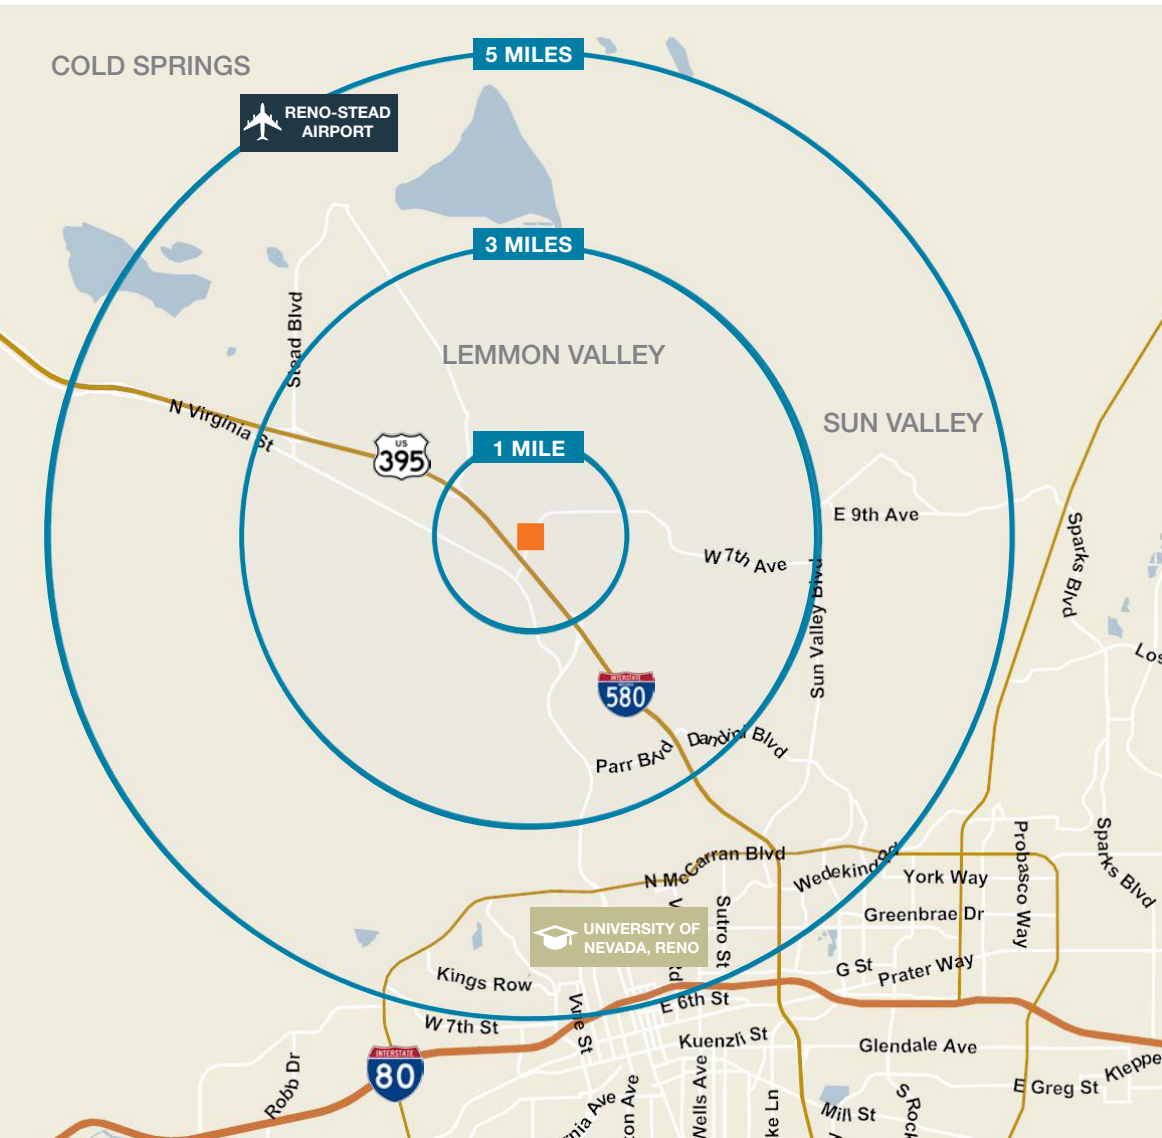 5 MILES
COLD SPRINGS
RENO-STEAD
AIRPORT
3 MILES
Stead Blvd
LEMMON VALLEY
N Virginia St
SUN VALLEY
1 MILE
US
395
E 9th Ave
Sparks Blvd
W 7th Ave
Sun Valley Blvd
INTERSTATE
580
Parr Blvd
Dandini Blvd
N McCarran Blvd
Wedekind Rd
York Way
Probasco Way
Sparks Blvd
Greenbrae Dr
Sutro St
UNIVERSITY OF
NEVADA, RENO
Kings Row
G St
Prater Way
E 6th St
W 7th St
Vine St
Kuenzli St
Glendale Ave
INTERSTATE
80
Robb Dr
Wells Ave
E Greg St
Mill St